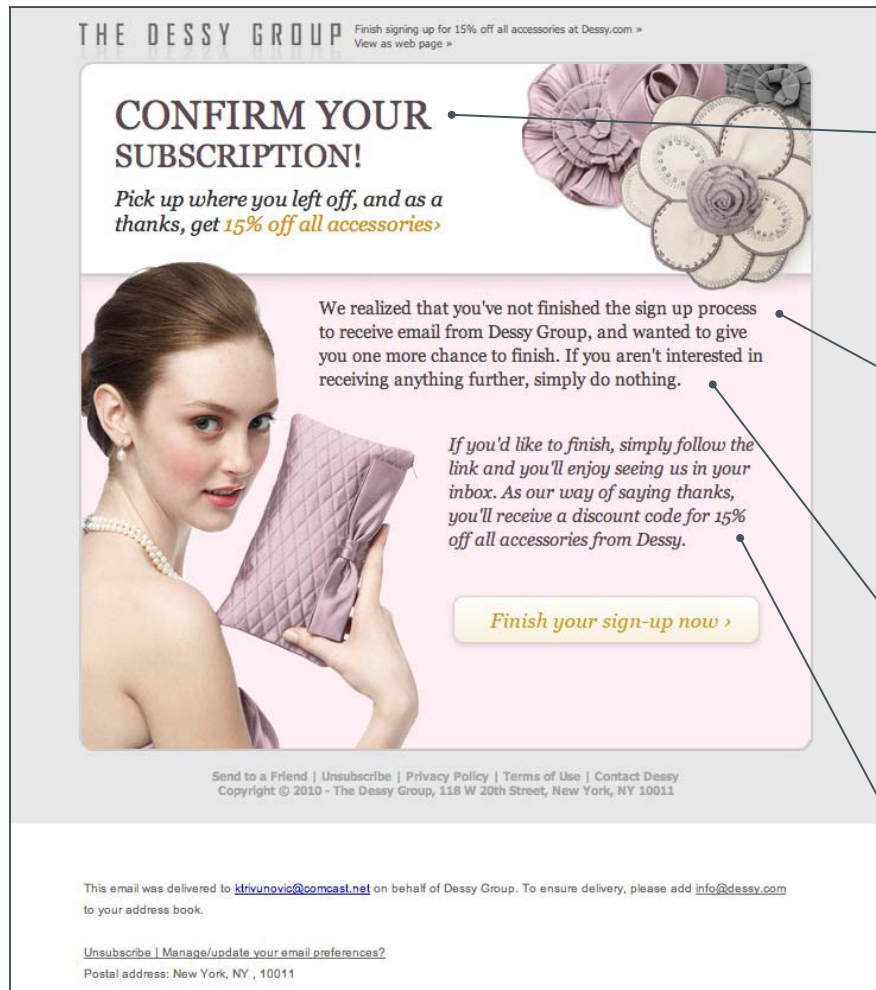 THE DESSY GROUP
Finish signing up for 15% off all accessories at Dessy.com »
View as web page »
CONFIRM YOUR
SUBSCRIPTION!
Pick up where you left off, and as a
thanks, get 15% off all accessories›
We realized that you've not finished the sign up process
to receive email from Dessy Group, and wanted to give
you one more chance to finish. If you aren't interested in
receiving anything further, simply do nothing.
If you'd like to finish, simply follow the
link and you'll enjoy seeing us in your
inbox. As our way of saying thanks,
you'll receive a discount code for 15%
off all accessories from Dessy.
Finish your sign-up now ›
Send to a Friend | Unsubscribe | Privacy Policy | Terms of Use | Contact Dessy
Copyright © 2010 - The Dessy Group, 118 W 20th Street, New York, NY 10011
This email was delivered to ktrivunovic@comcast.net on behalf of Dessy Group. To ensure delivery, please add info@dessy.com
to your address book.
Unsubscribe | Manage/update your email preferences?
Postal address: New York, NY , 10011